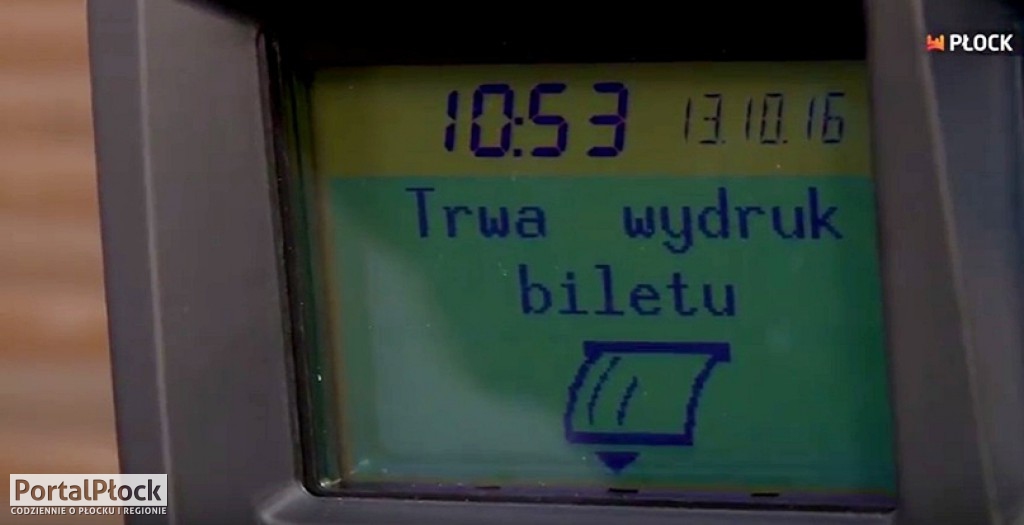 PŁOCK
10:53 13.10.16
Trwa wydruk
biletu
PortalPłock
CODZIENNIE O PŁOCKU I REGIONIE